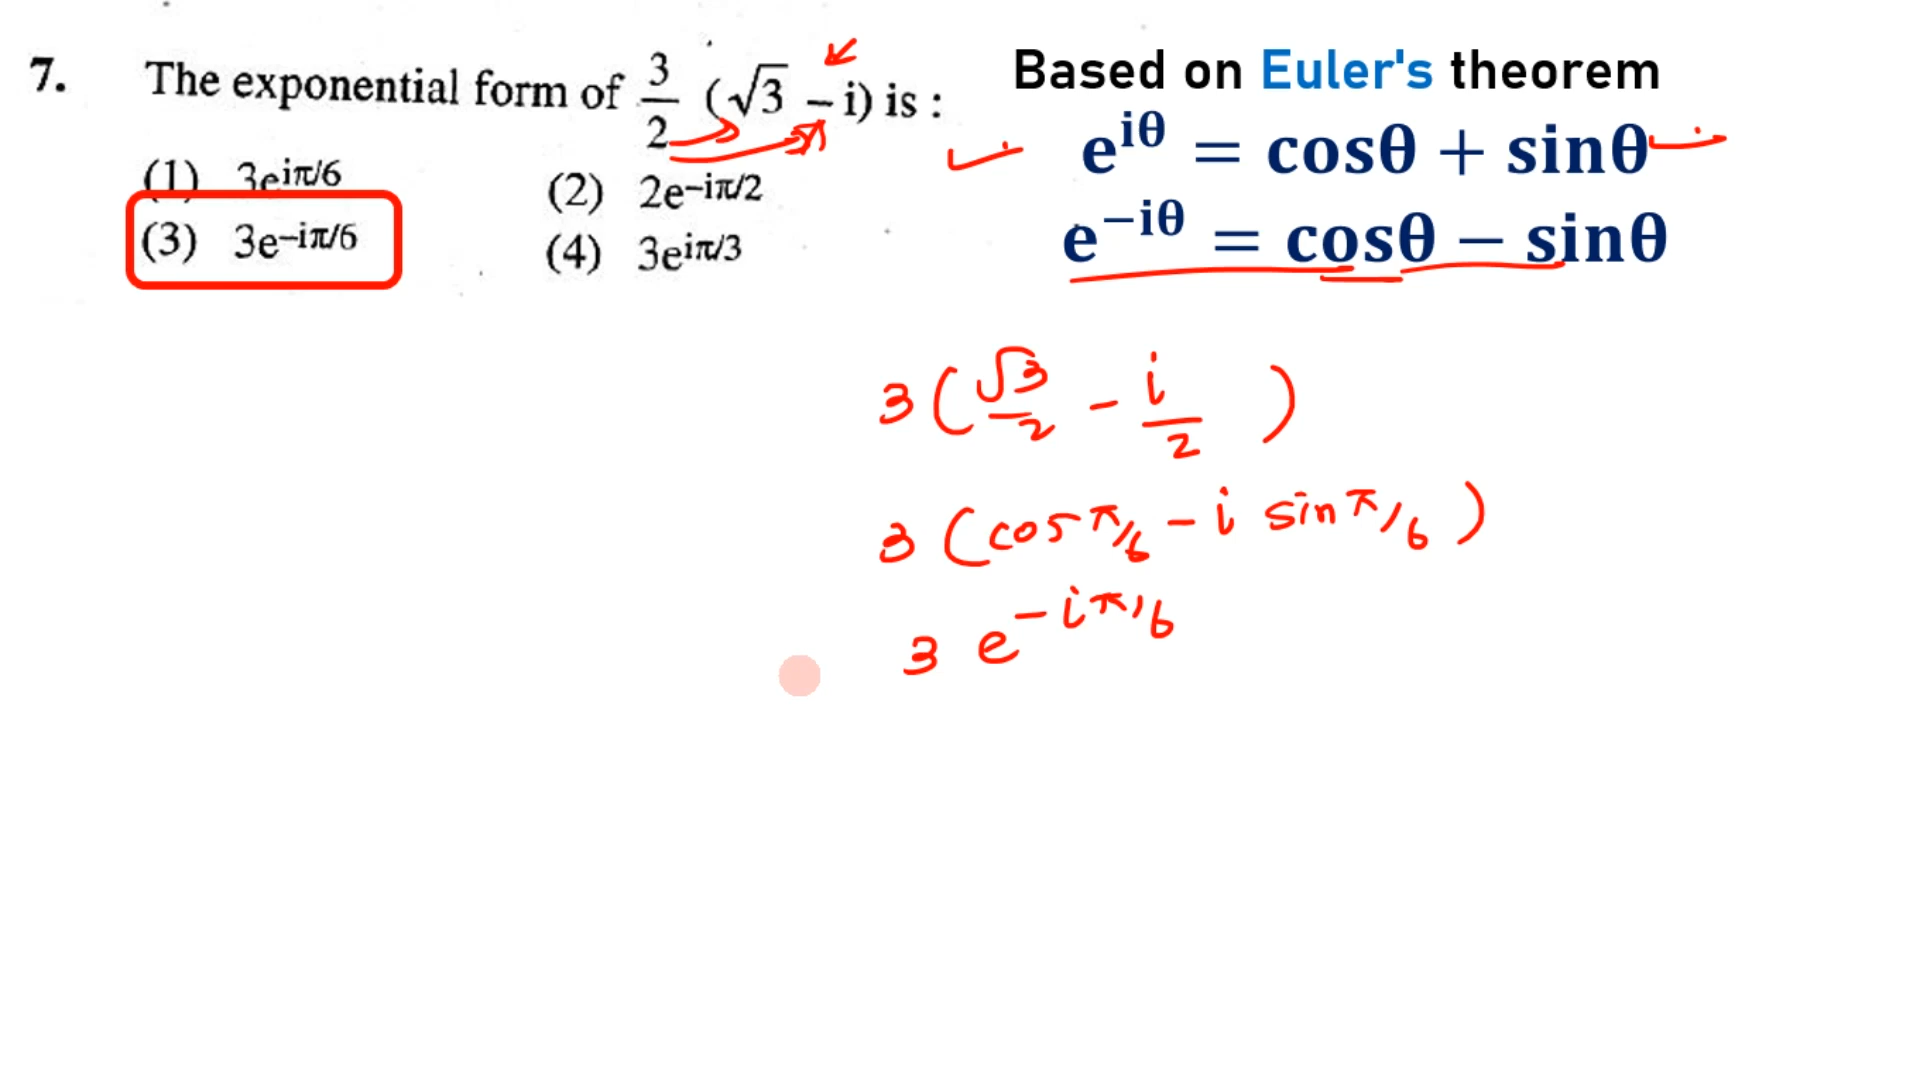 7. The exponential form of 3/2 (√3 – i) is :
(1) 3e^iπ/6 (2) 2e^–iπ/2
(3) 3e^–iπ/6 (4) 3e^iπ/3
Based on Euler's theorem
e^iθ = cosθ + sinθ
e^−iθ = cosθ − sinθ
3 (√3/2 - i/2)
3 (cos π/6 - i sin π/6)
3 e^-iπ/6